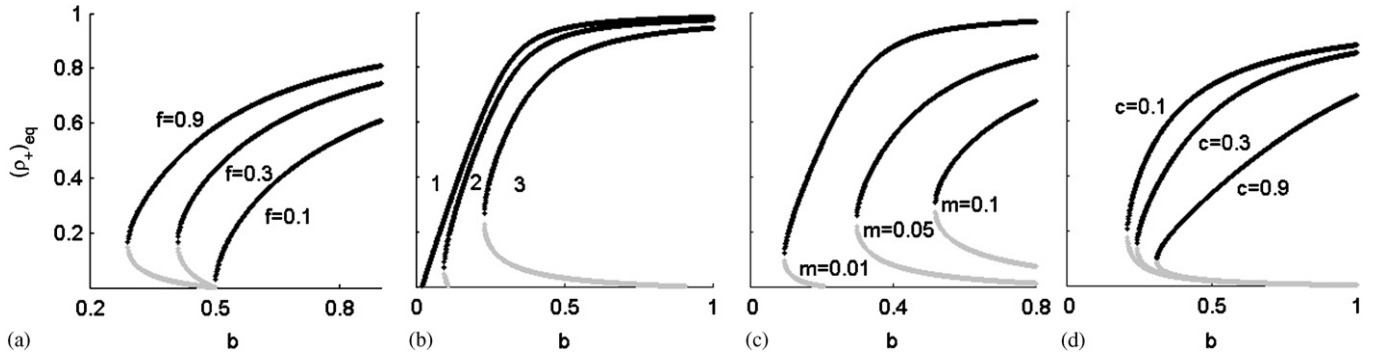 1
0.8
0.6
0.4
0.2
(ρ+)eq
f=0.9
f=0.3
f=0.1
0.2 0.5 0.8
(a) b
1 2 3
0 0.5 1
(b) b
m=0.1
m=0.05
m=0.01
0 0.4 0.8
(c) b
c=0.1
c=0.3
c=0.9
0 0.5 1
(d) b